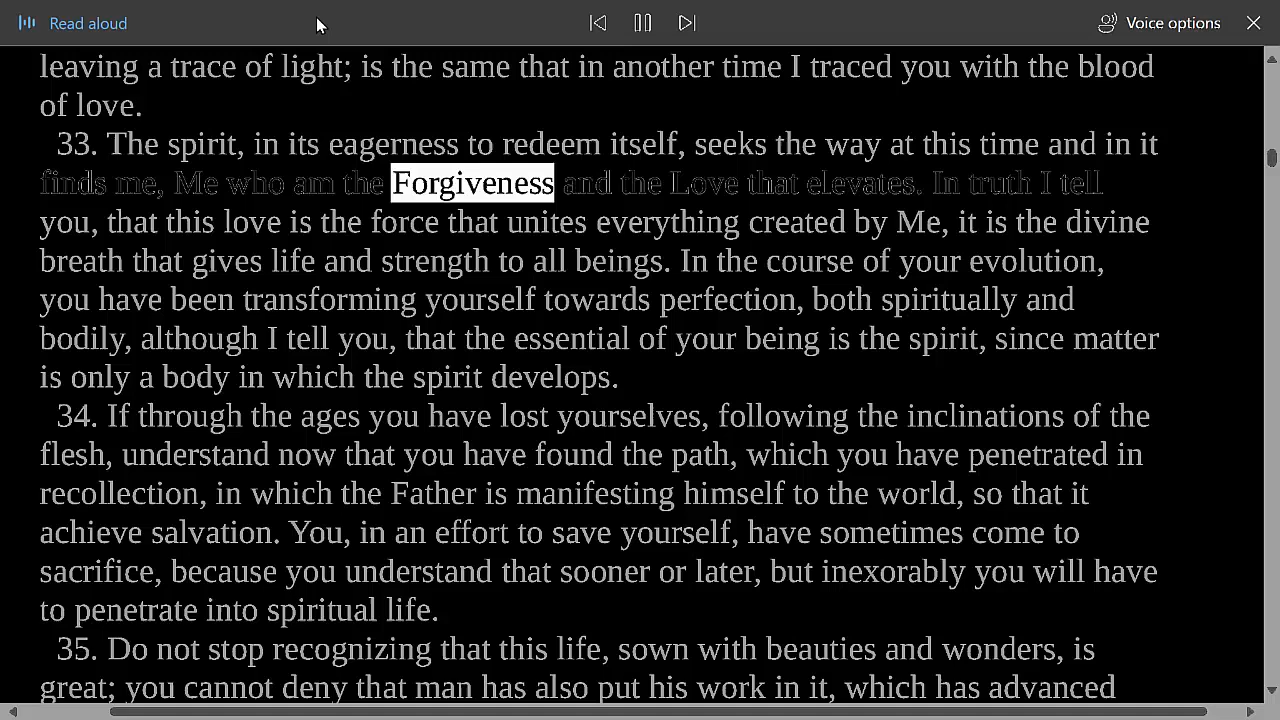 Read aloud
Voice options
leaving a trace of light; is the same that in another time I traced you with the blood
of love.
33. The spirit, in its eagerness to redeem itself, seeks the way at this time and in it
finds me, Me who am the Forgiveness and the Love that elevates. In truth I tell
you, that this love is the force that unites everything created by Me, it is the divine
breath that gives life and strength to all beings. In the course of your evolution,
you have been transforming yourself towards perfection, both spiritually and
bodily, although I tell you, that the essential of your being is the spirit, since matter
is only a body in which the spirit develops.
34. If through the ages you have lost yourselves, following the inclinations of the
flesh, understand now that you have found the path, which you have penetrated in
recollection, in which the Father is manifesting himself to the world, so that it
achieve salvation. You, in an effort to save yourself, have sometimes come to
sacrifice, because you understand that sooner or later, but inexorably you will have
to penetrate into spiritual life.
35. Do not stop recognizing that this life, sown with beauties and wonders, is
great; you cannot deny that man has also put his work in it, which has advanced